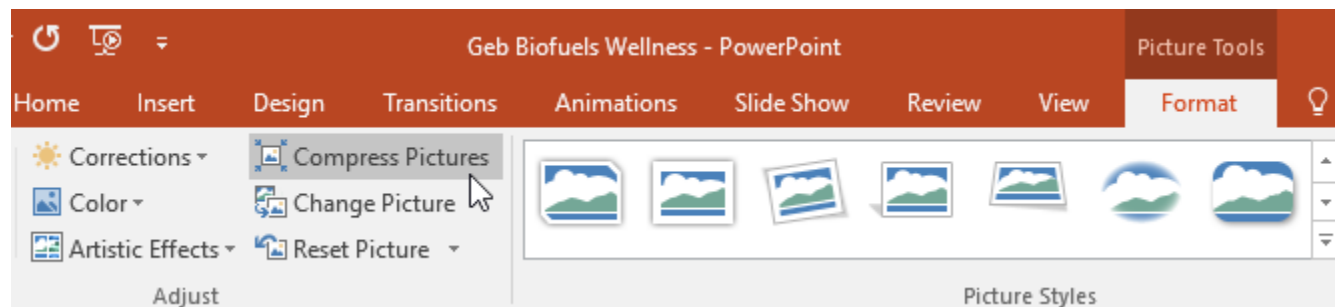 Geb Biofuels Wellness - PowerPoint
Picture Tools
Home Insert Design Transitions Animations Slide Show Review View Format
Corrections Compress Pictures
Color Change Picture
Artistic Effects Reset Picture
Adjust Picture Styles